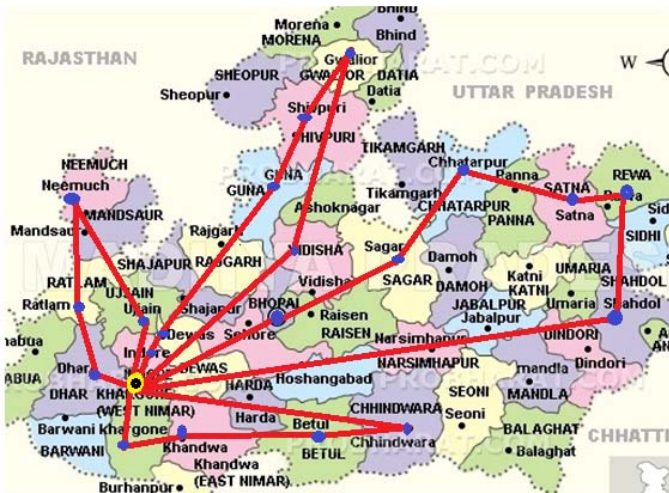 Morena
MORENA
BHIND
Bhind
RAJASTHAN
Gwalior
GWALIOR
SHEOPUR
Sheopur
DATIA
Datia
W
UTTAR PRADESH
Shivpuri
SHIVPURI
TIKAMGARH
Tikamgarh
NEEMUCH
Neemuch
MANDSAUR
Mandsaur
GUNA
GUNA
Ashoknagar
Chhatarpur
CHHATARPUR
Panna
PANNA
SATNA
Satna
REWA
Rewa
SIDHI
Rajgarh
RAJGARH
SHAJAPUR
Shajapur
VIDISHA
Vidisha
Sagar
SAGAR
Damoh
DAMOH
Katni
KATNI
UMARIA
Umaria
SHAHDOL
Shahdol
RATLAM
Ratlam
UJJAIN
Ujjain
BHOPAL
Raisen
RAISEN
JABALPUR
Jabalpur
Dewas
DEWAS
Sehore
Indore
Narsimhapur
NARSIMHAPUR
DINDORI
Dindori
Dhar
DHAR
ABUA
KHARGONE
(WEST NIMAR)
HARDA
Harda
Hoshangabad
SEONI
Seoni
mandla
MANDLA
Barwani
BARWANI
khargone
Khandwa
Khandwa
(EAST NIMAR)
Betul
BETUL
CHHINDWARA
Chhindwara
BALAGHAT
Balaghat
CHHATTI
Burhanpur